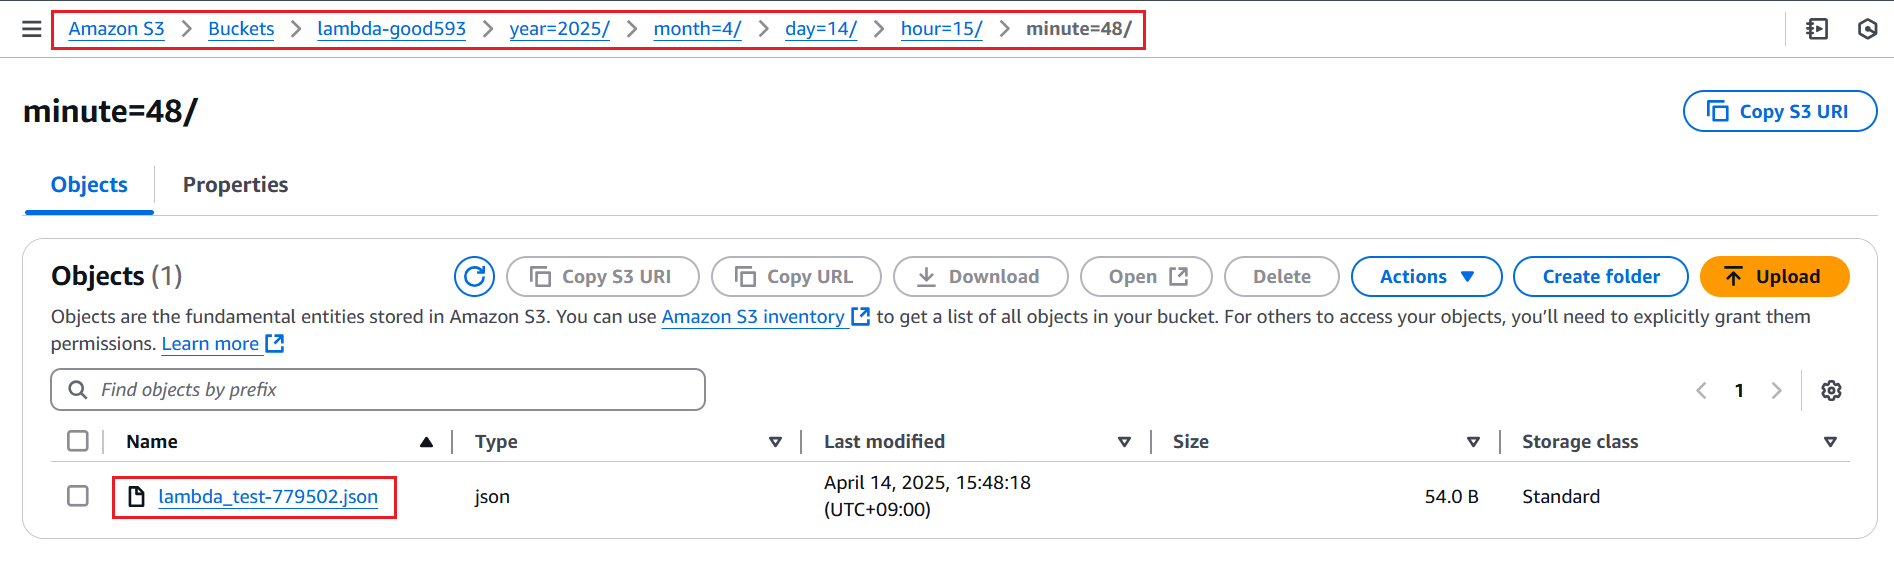 Amazon S3 > Buckets > lambda-good593 > year=2025/ > month=4/ > day=14/ > hour=15/ > minute=48/
minute=48/
Copy S3 URI
Objects
Properties
Objects (1)
Copy S3 URI
Copy URL
Download
Open
Delete
Actions
Create folder
Upload
Objects are the fundamental entities stored in Amazon S3. You can use Amazon S3 inventory to get a list of all objects in your bucket. For others to access your objects, you’ll need to explicitly grant them
permissions. Learn more
Find objects by prefix
1
Name
Type
Last modified
Size
Storage class
lambda_test-779502.json
json
April 14, 2025, 15:48:18
(UTC+09:00)
54.0 B
Standard